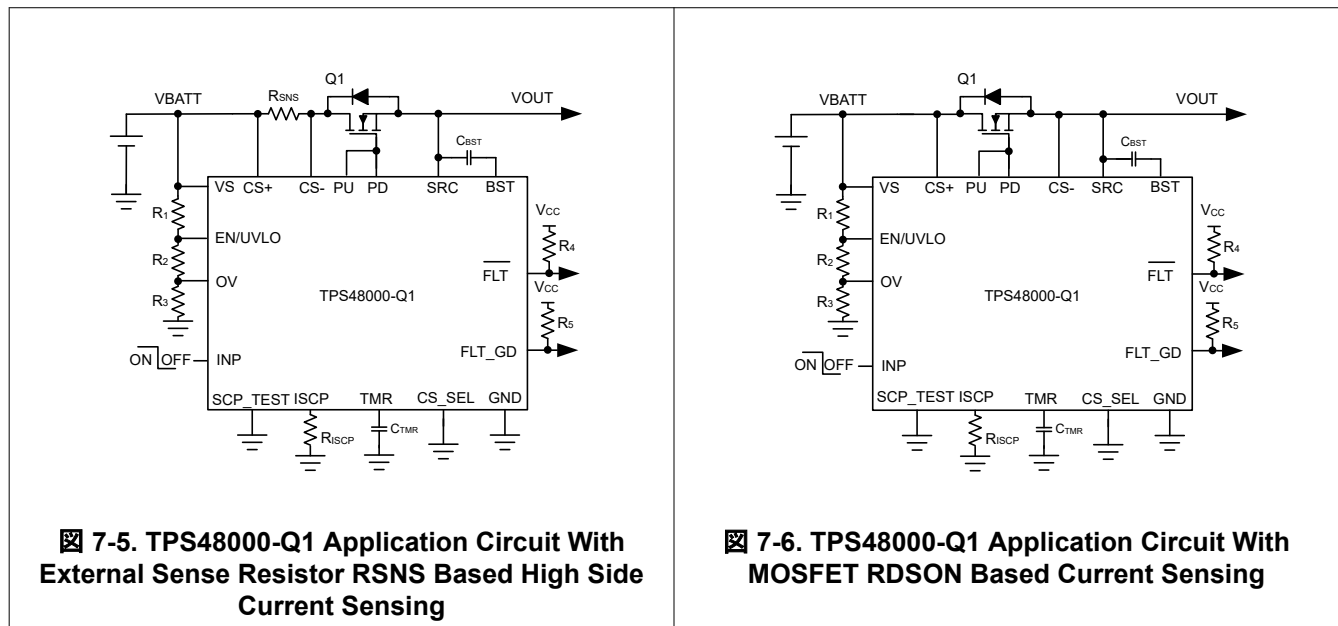 Q1
VBATT
RSNS
VOUT
CBST
VS
CS+
CS-
PU
PD
SRC
BST
R1
EN/UVLO
R2
OV
R3
TPS48000-Q1
VCC
R4
FLT
VCC
R5
FLT_GD
ON
OFF
INP
SCP_TEST
ISCP
TMR
CS_SEL
GND
RISCP
CTMR
図 7-5. TPS48000-Q1 Application Circuit With
External Sense Resistor RSNS Based High Side
Current Sensing
Q1
VBATT
VOUT
CBST
VS
CS+
PU
PD
CS-
SRC
BST
R1
EN/UVLO
R2
OV
R3
TPS48000-Q1
VCC
R4
FLT
VCC
R5
FLT_GD
ON
OFF
INP
SCP_TEST
ISCP
TMR
CS_SEL
GND
RISCP
CTMR
図 7-6. TPS48000-Q1 Application Circuit With
MOSFET RDSON Based Current Sensing